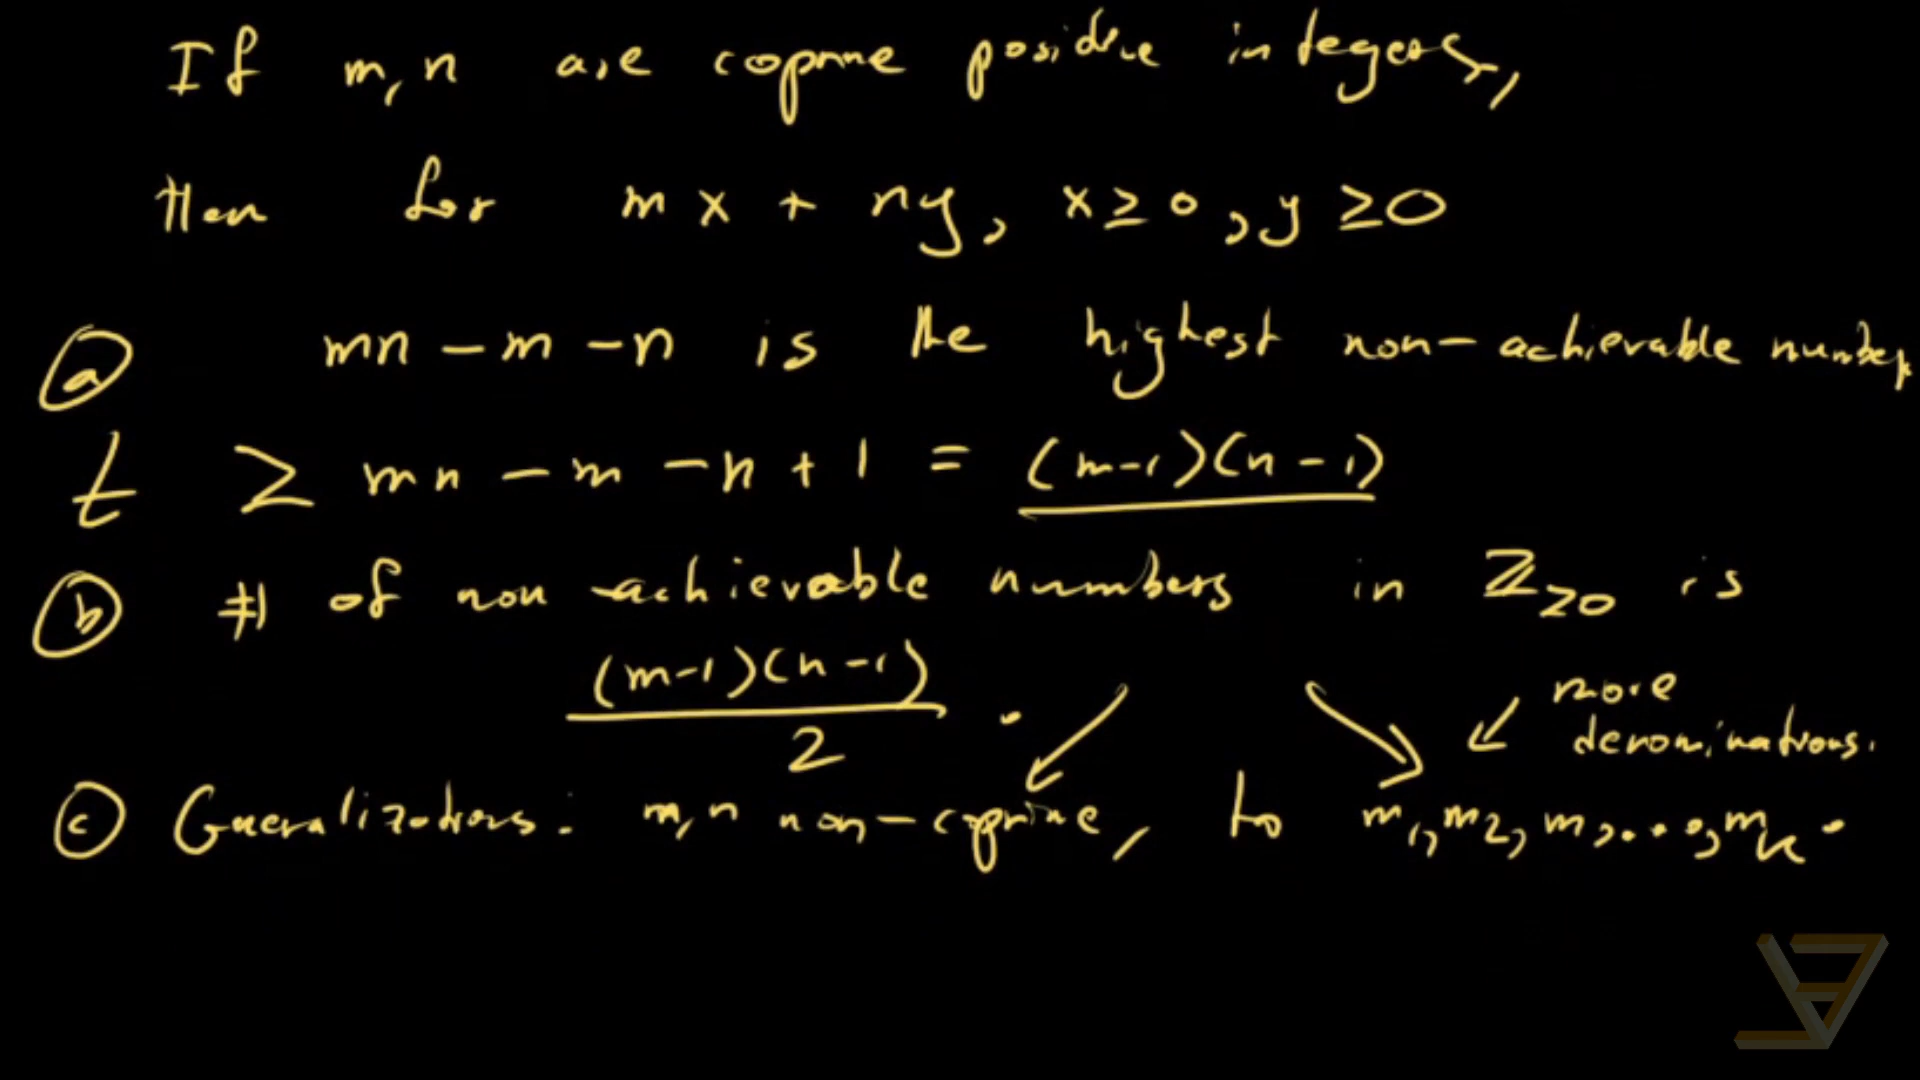 If m, n are coprime positive integers,
then for mx + ny, x ≥ 0, y ≥ 0
(a) mn - m - n is the highest non-achievable number.
t ≥ mn - m - n + 1 = (m-1)(n-1)
(b) # of non-achievable numbers in ℤ≥0 is
(m-1)(n-1)
2 .
more
denominations.
(c) Generalizations: m, n non-coprime, to m1, m2, m3..., mk.